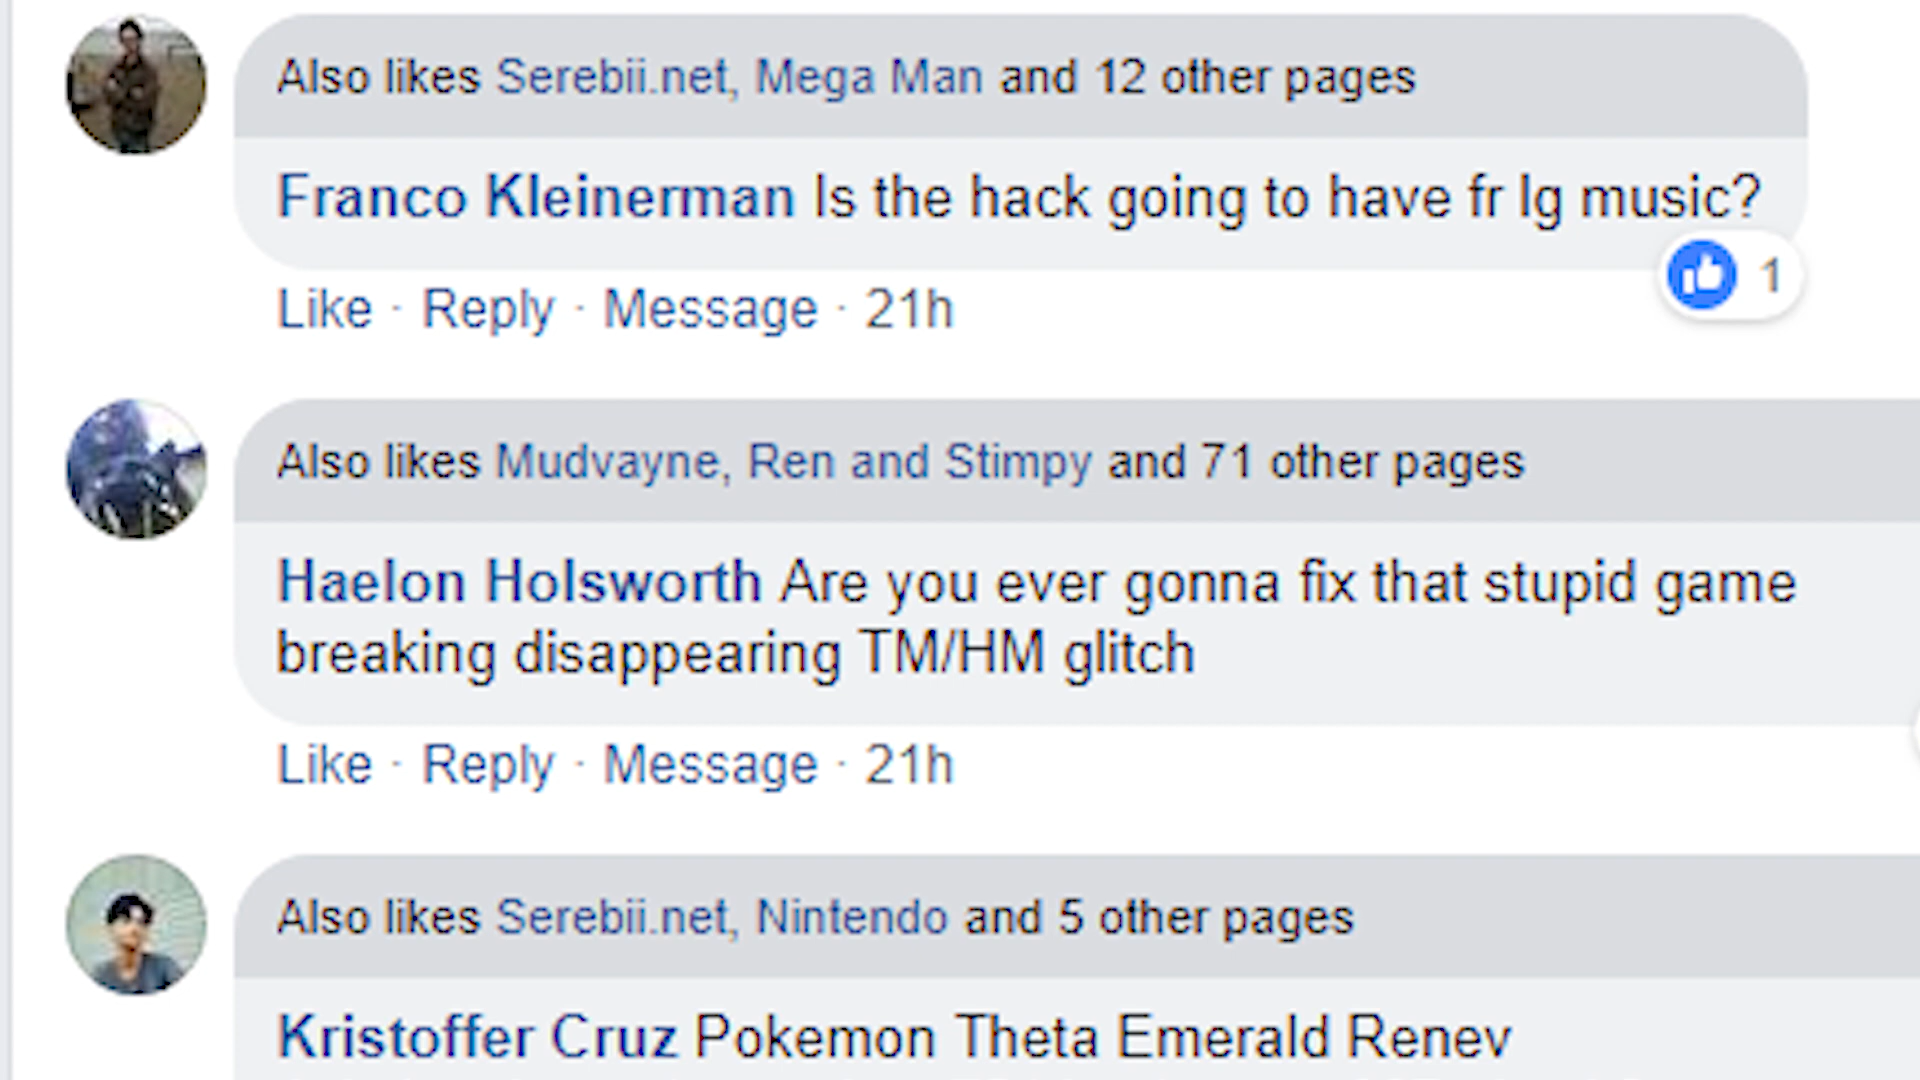 Also likes Serebii.net, Mega Man and 12 other pages
Franco Kleinerman Is the hack going to have fr lg music?
1
Like · Reply · Message · 21h
Also likes Mudvayne, Ren and Stimpy and 71 other pages
Haelon Holsworth Are you ever gonna fix that stupid game
breaking disappearing TM/HM glitch
Like · Reply · Message · 21h
Also likes Serebii.net, Nintendo and 5 other pages
Kristoffer Cruz Pokemon Theta Emerald Renev